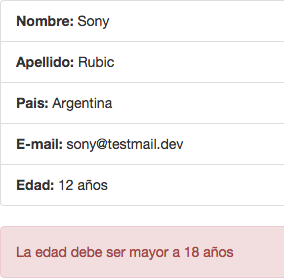 Nombre: Sony
Apellido: Rubic
Pais: Argentina
E-mail: sony@testmail.dev
Edad: 12 años
La edad debe ser mayor a 18 años